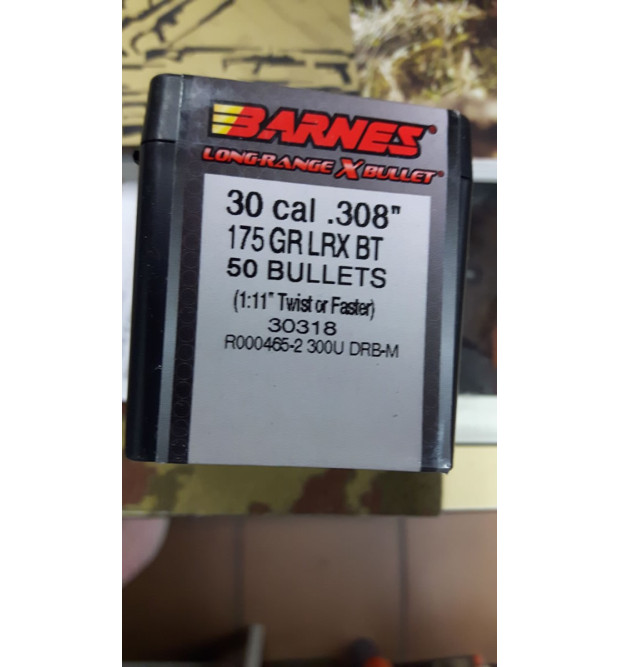 BARNES®
LONG-RANGE X BULLET®
30 cal .308"
175 GR LRX BT
50 BULLETS
(1:11" Twist or Faster)
30318
R000465-2 300U DRB-M